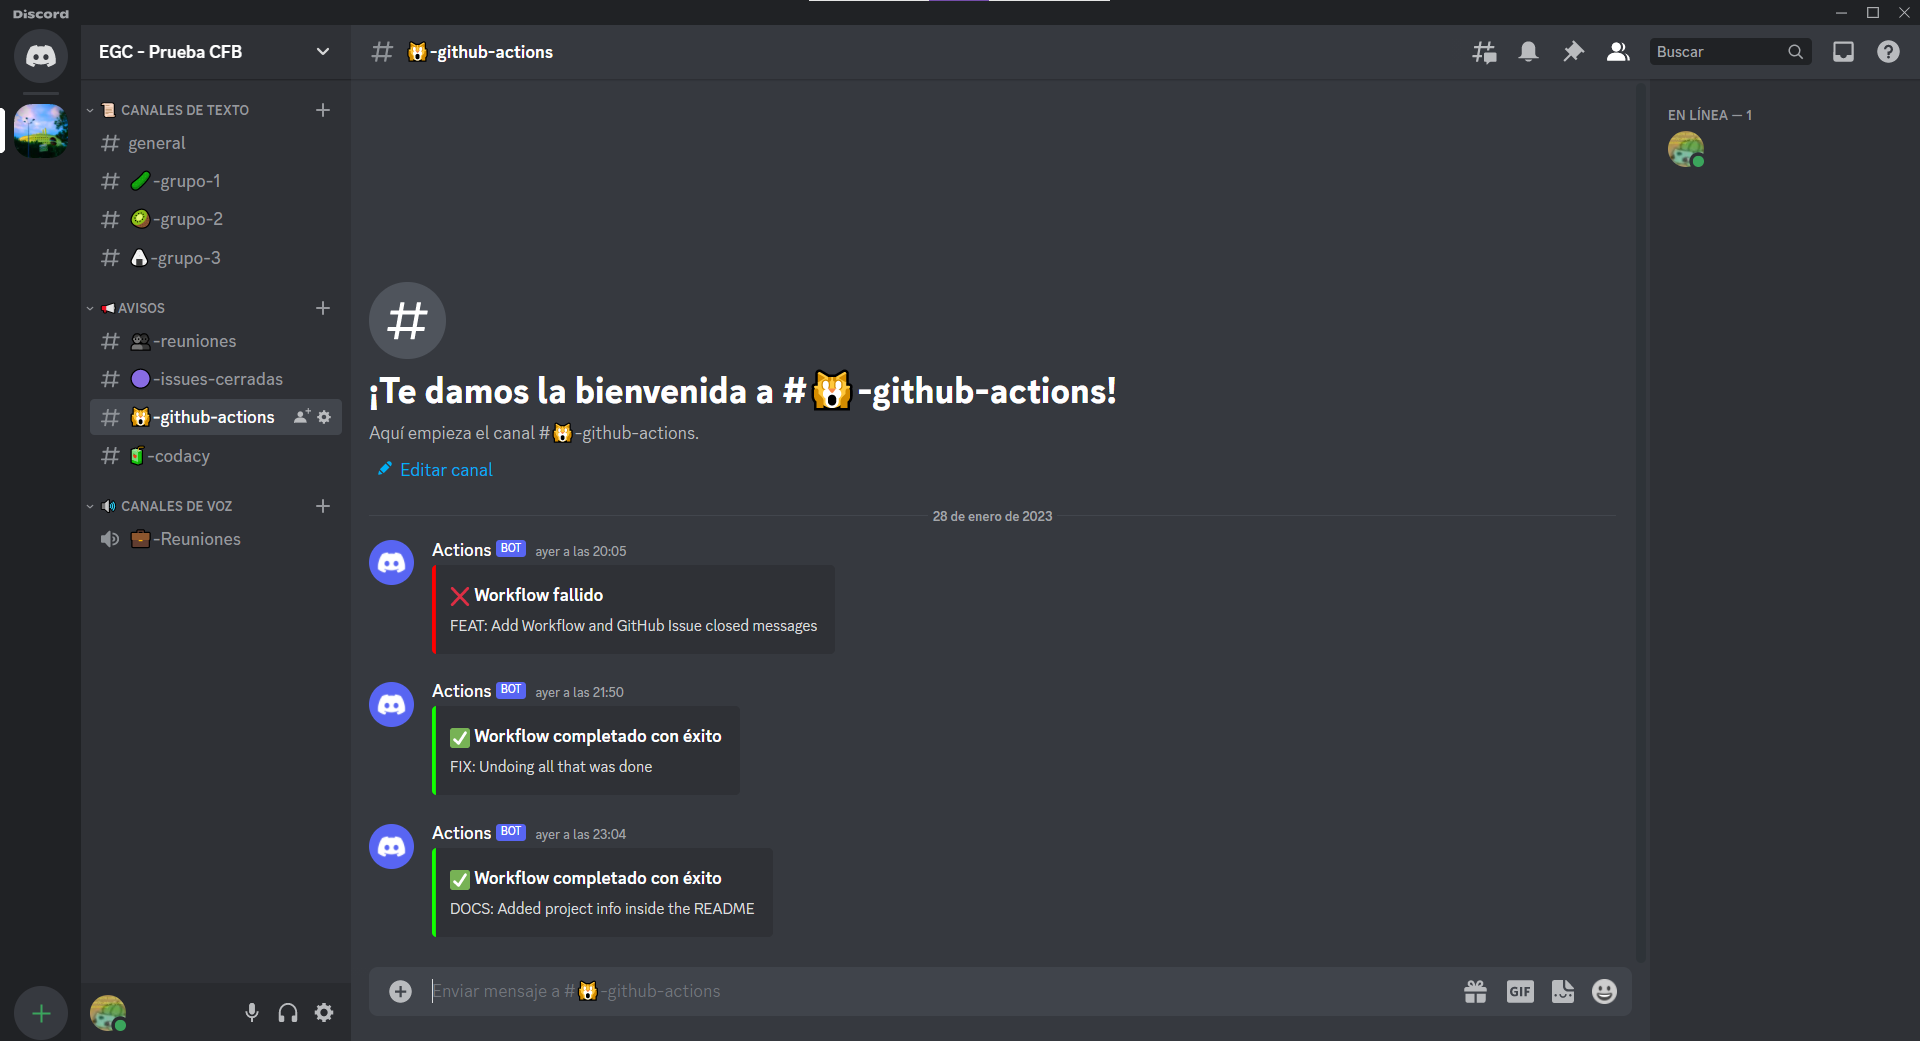 Discord
EGC - Prueba CFB
CANALES DE TEXTO
general
-grupo-1
-grupo-2
-grupo-3
AVISOS
-reuniones
-issues-cerradas
-github-actions
-codacy
CANALES DE VOZ
-Reuniones
-github-actions
Buscar
¡Te damos la bienvenida a #-github-actions!
Aquí empieza el canal #-github-actions.
Editar canal
28 de enero de 2023
Actions BOT ayer a las 20:05
Workflow fallido
FEAT: Add Workflow and GitHub Issue closed messages
Actions BOT ayer a las 21:50
Workflow completado con éxito
FIX: Undoing all that was done
Actions BOT ayer a las 23:04
Workflow completado con éxito
DOCS: Added project info inside the README
Enviar mensaje a #-github-actions
GIF
EN LÍNEA — 1